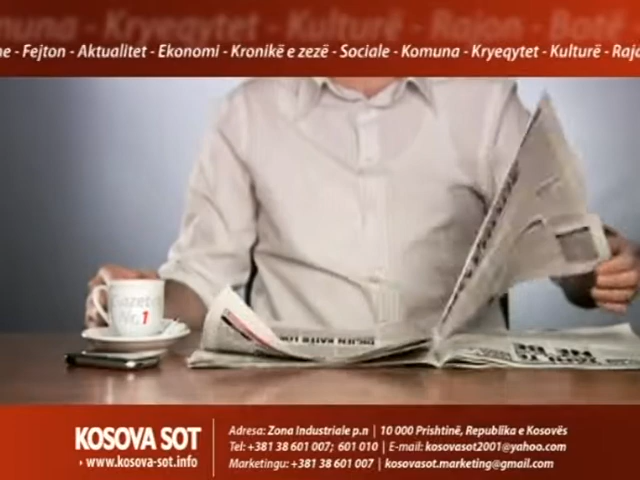 muna - Kryeqytet - Kulturë - Rajon - Botë -
ne - Fejton - Aktualitet - Ekonomi - Kronikë e zezë - Sociale - Komuna - Kryeqytet - Kulturë - Rajo
Gazeta
Nr.1
KOSOVA SOT
www.kosova-sot.info
Adresa: Zona Industriale p.n | 10 000 Prishtinë, Republika e Kosovës
Tel: +381 38 601 007; 601 010 | E-mail: kosovasot2001@yahoo.com
Marketingu: +381 38 601 007 | kosovasot.marketing@gmail.com